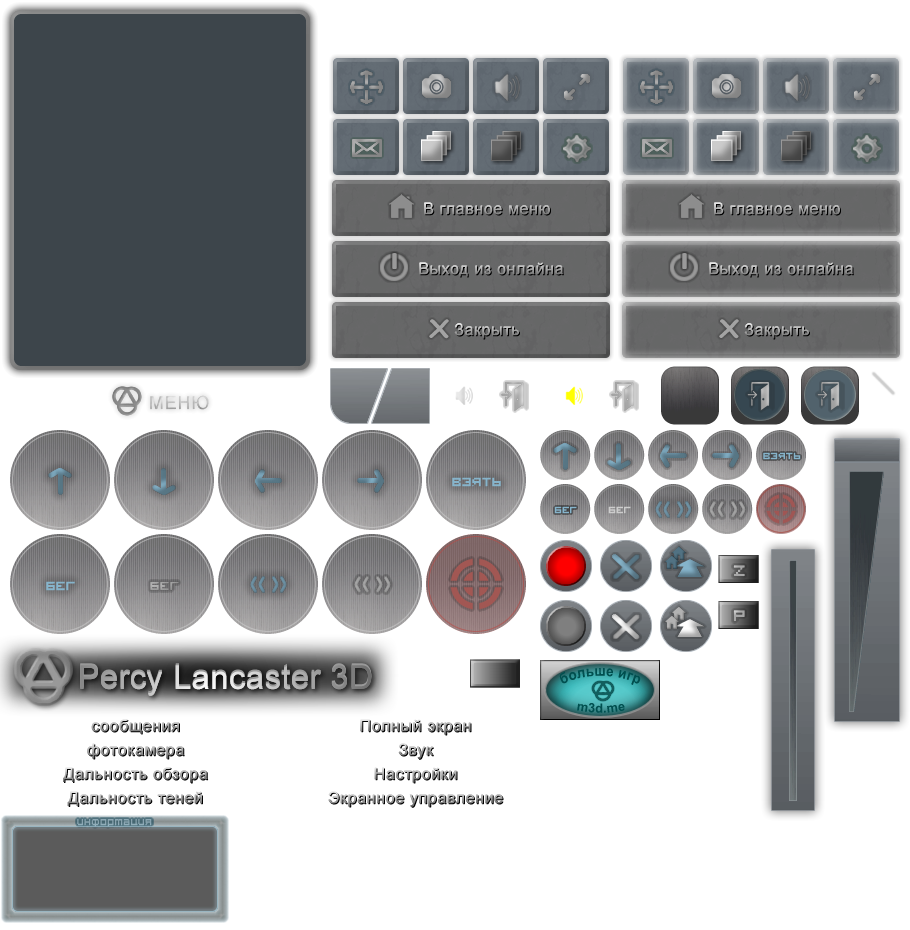 В главное меню
В главное меню
Выход из онлайна
Выход из онлайна
Закрыть
Закрыть
МЕНЮ
ВЗЯТЬ
ВЗЯТЬ
БЕГ
БЕГ
БЕГ
БЕГ
Z
P
Percy Lancaster 3D
больше игр
m3d.me
сообщения
Полный экран
фотокамера
Звук
Дальность обзора
Настройки
Дальность теней
Экранное управление
информация